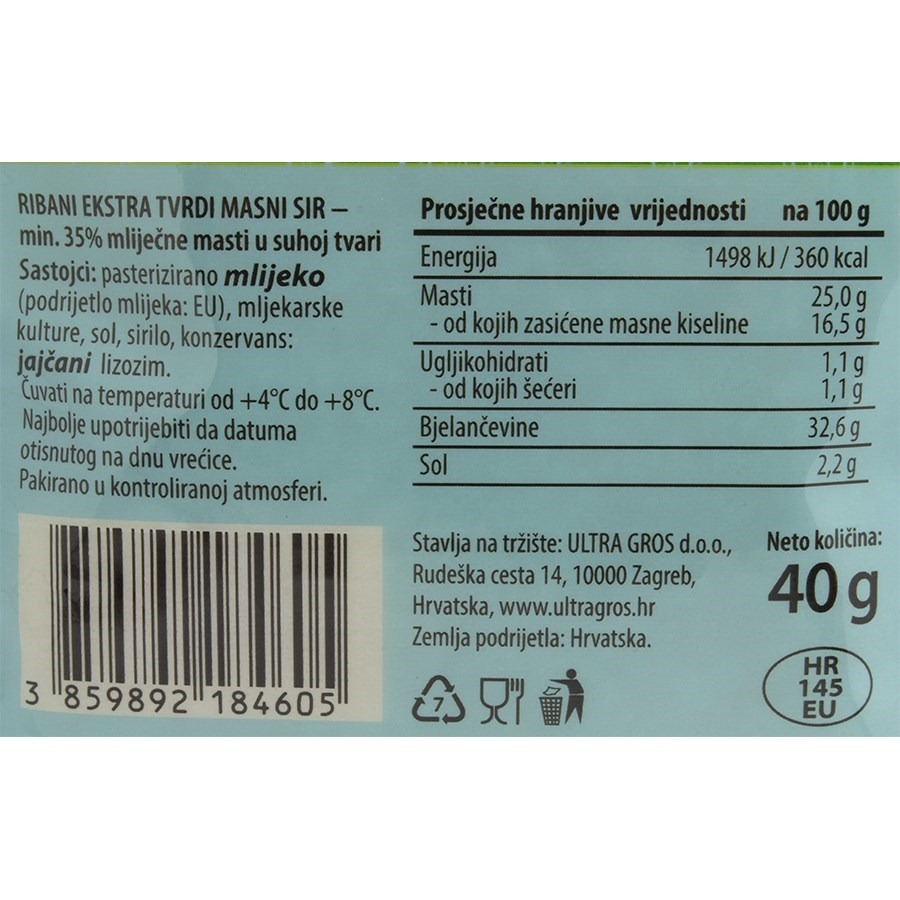 RIBANI EKSTRA TVRDI MASNI SIR –
min. 35% mliječne masti u suhoj tvari
Sastojci: pasterizirano mlijeko
(podrijetlo mlijeka: EU), mljekarske
kulture, sol, sirilo, konzervans:
jajčani lizozim.
Čuvati na temperaturi od +4°C do +8°C.
Najbolje upotrijebiti da datuma
otisnutog na dnu vrećice.
Pakirano u kontroliranoj atmosferi.
3 859892 184605
Prosječne hranjive vrijednosti na 100 g
Energija 1498 kJ / 360 kcal
Masti 25,0 g
- od kojih zasićene masne kiseline 16,5 g
Ugljikohidrati 1,1 g
- od kojih šećeri 1,1 g
Bjelančevine 32,6 g
Sol 2,2 g
Stavlja na tržište: ULTRA GROS d.o.o.,
Rudeška cesta 14, 10000 Zagreb,
Hrvatska, www.ultragros.hr
Zemlja podrijetla: Hrvatska.
7
Neto količina:
40 g
HR
145
EU